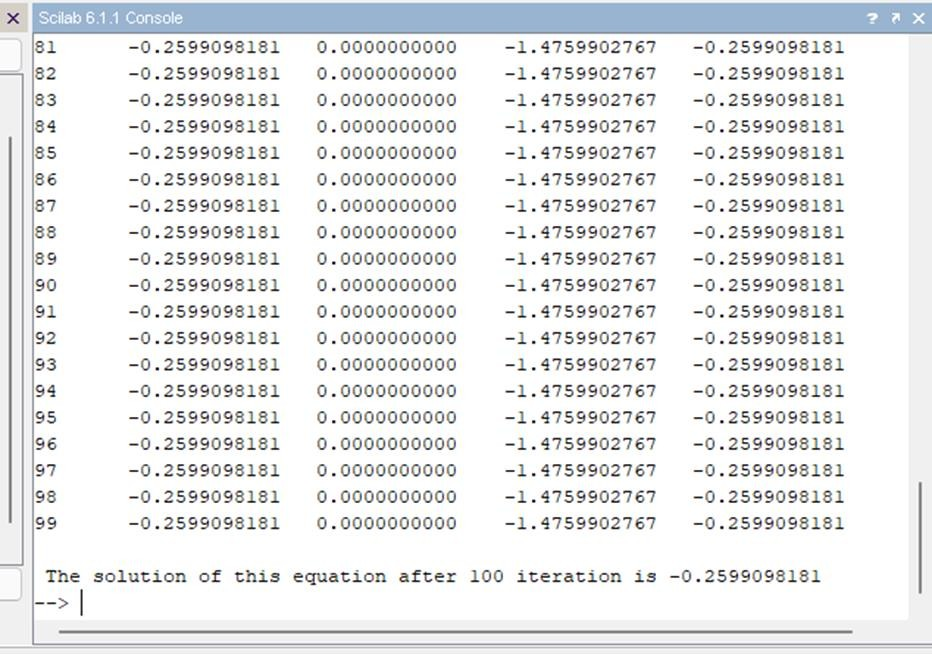 Scilab 6.1.1 Console
81 -0.2599098181 0.0000000000 -1.4759902767 -0.2599098181
82 -0.2599098181 0.0000000000 -1.4759902767 -0.2599098181
83 -0.2599098181 0.0000000000 -1.4759902767 -0.2599098181
84 -0.2599098181 0.0000000000 -1.4759902767 -0.2599098181
85 -0.2599098181 0.0000000000 -1.4759902767 -0.2599098181
86 -0.2599098181 0.0000000000 -1.4759902767 -0.2599098181
87 -0.2599098181 0.0000000000 -1.4759902767 -0.2599098181
88 -0.2599098181 0.0000000000 -1.4759902767 -0.2599098181
89 -0.2599098181 0.0000000000 -1.4759902767 -0.2599098181
90 -0.2599098181 0.0000000000 -1.4759902767 -0.2599098181
91 -0.2599098181 0.0000000000 -1.4759902767 -0.2599098181
92 -0.2599098181 0.0000000000 -1.4759902767 -0.2599098181
93 -0.2599098181 0.0000000000 -1.4759902767 -0.2599098181
94 -0.2599098181 0.0000000000 -1.4759902767 -0.2599098181
95 -0.2599098181 0.0000000000 -1.4759902767 -0.2599098181
96 -0.2599098181 0.0000000000 -1.4759902767 -0.2599098181
97 -0.2599098181 0.0000000000 -1.4759902767 -0.2599098181
98 -0.2599098181 0.0000000000 -1.4759902767 -0.2599098181
99 -0.2599098181 0.0000000000 -1.4759902767 -0.2599098181
The solution of this equation after 100 iteration is -0.2599098181
-->